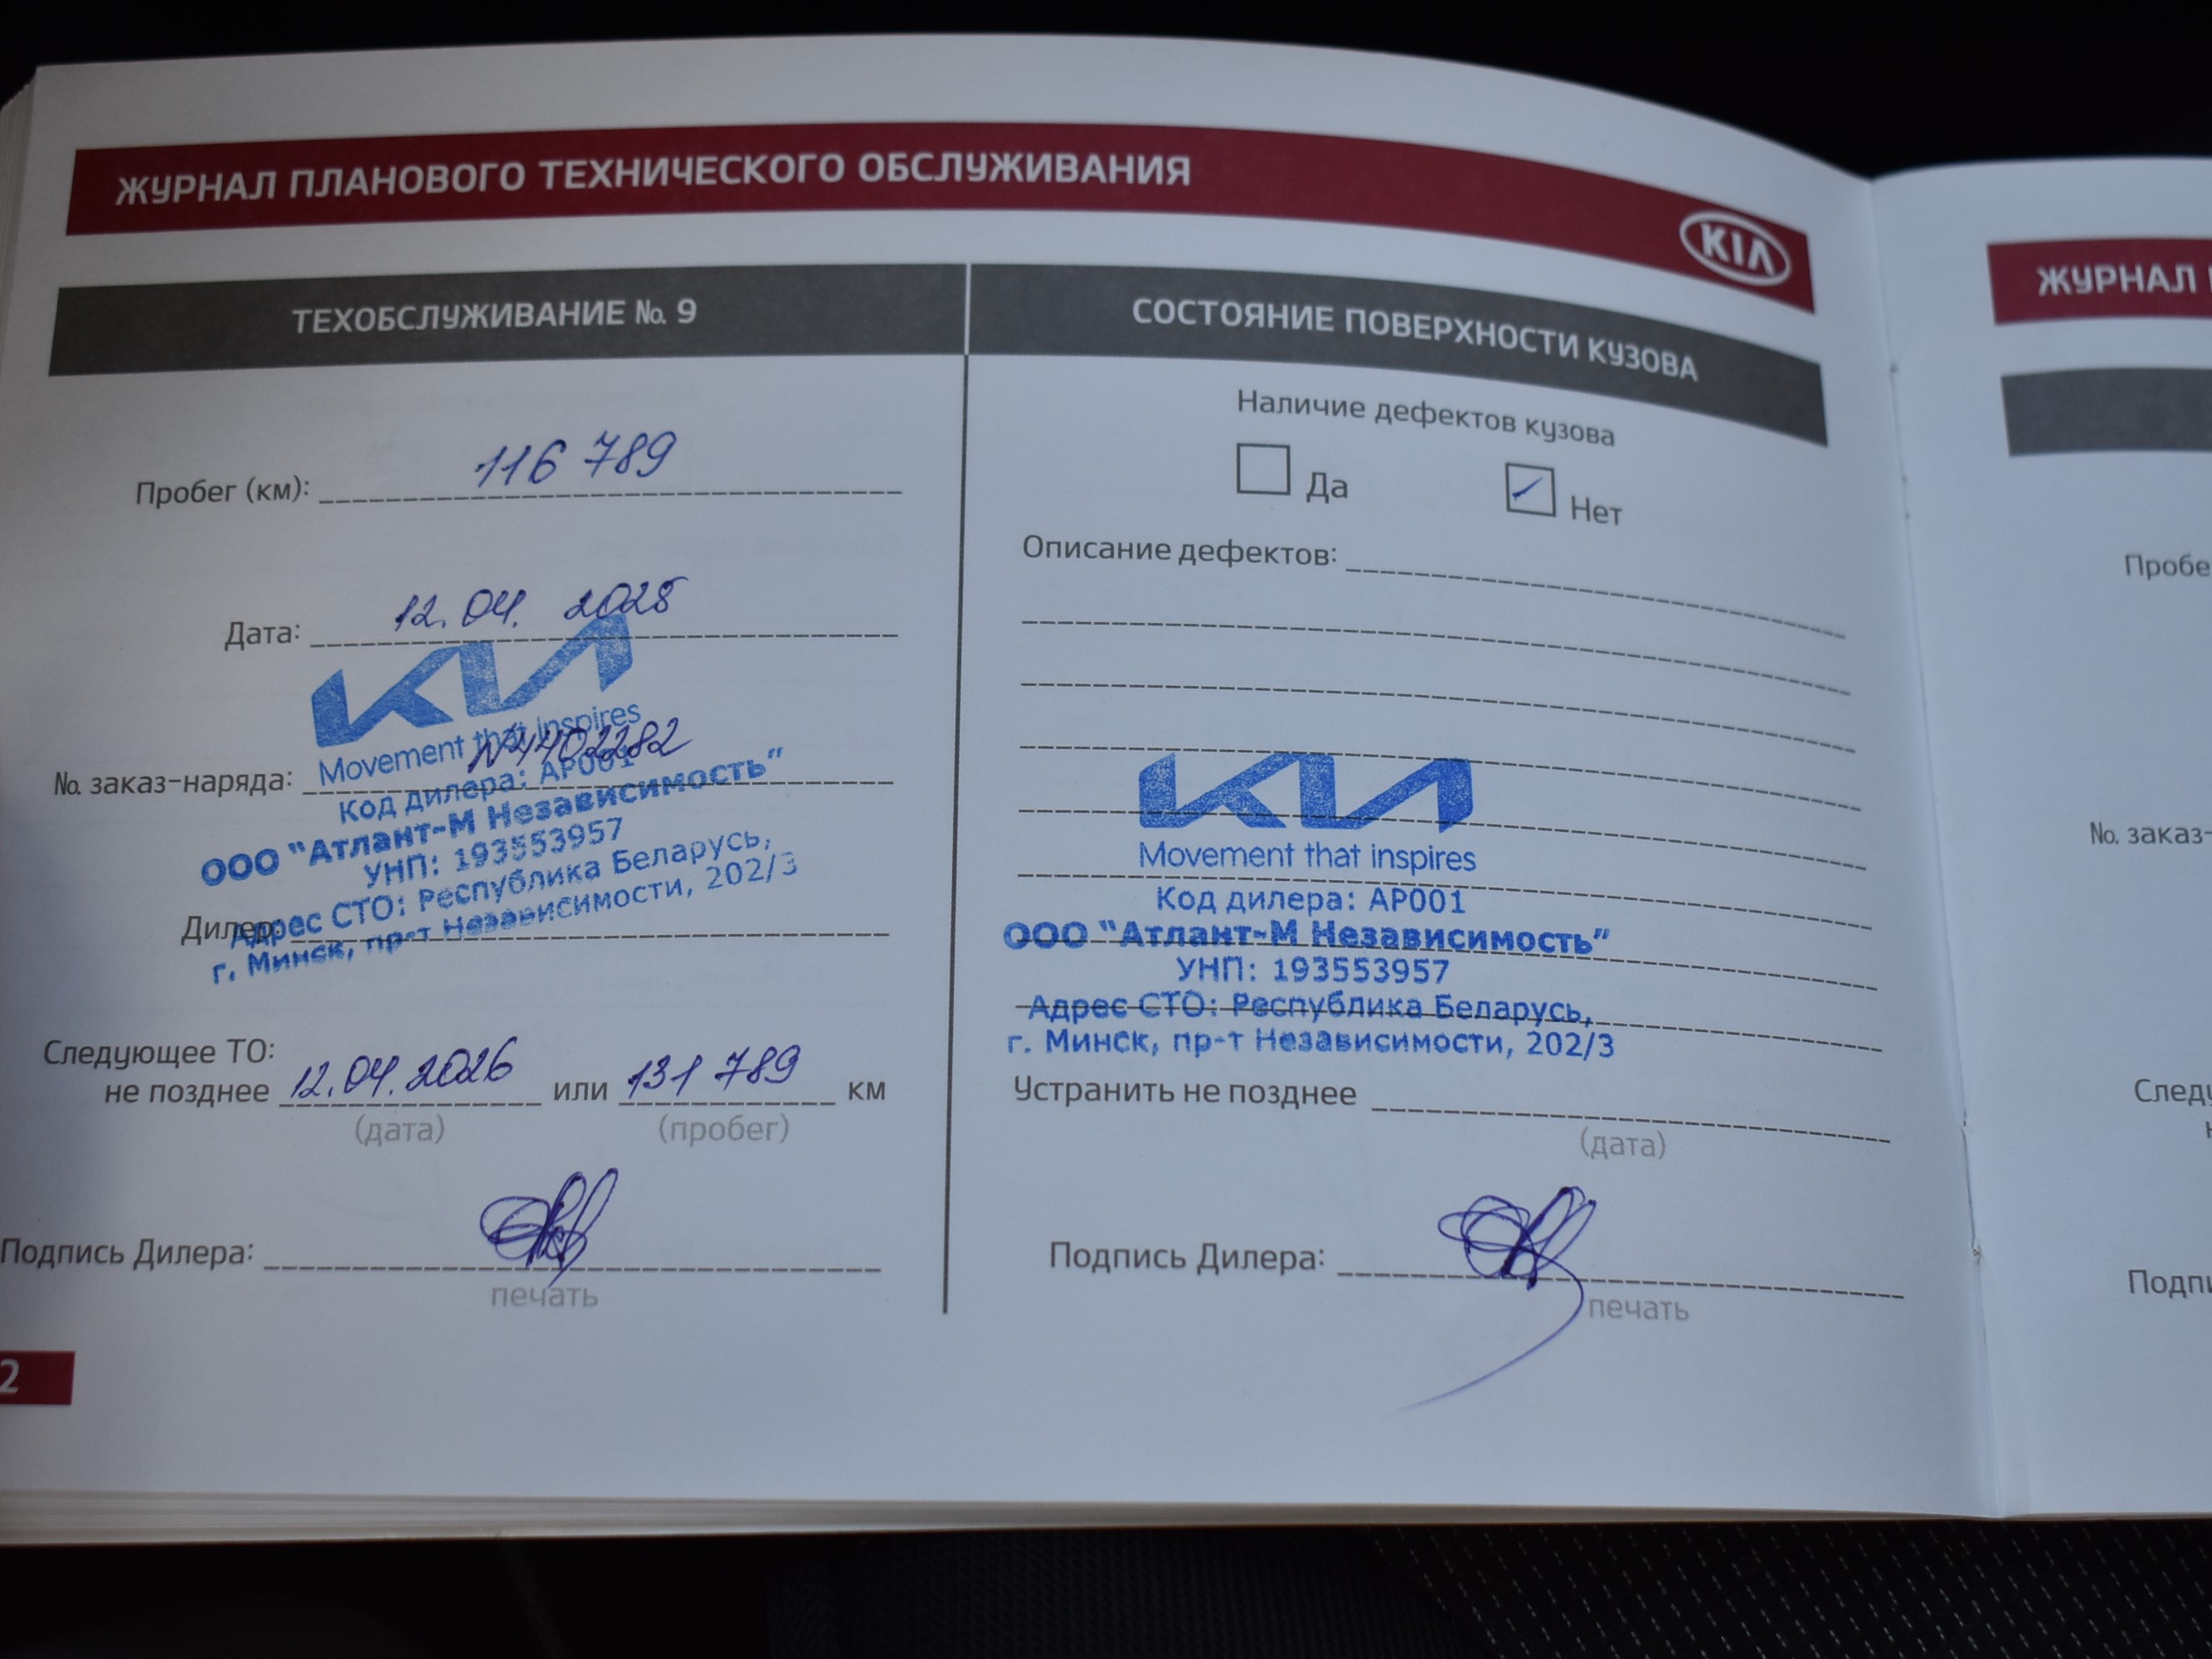 ЖУРНАЛ ПЛАНОВОГО ТЕХНИЧЕСКОГО ОБСЛУЖИВАНИЯ
KIA
ТЕХОБСЛУЖИВАНИЕ №. 9
Пробег (км): 116 789
Дата: 12.04. 2025
KIA
Movement that inspires
№. заказ-наряда:
Код дилера: AP001
ООО "Атлант-М Независимость"
УНП: 193553957
Адрес СТО: Республика Беларусь,
Дилер:
г. Минск, пр-т Независимости, 202/3
Следующее ТО:
не позднее 12.04.2026 или 131 789 км
(дата) (пробег)
Подпись Дилера:
печать
2
СОСТОЯНИЕ ПОВЕРХНОСТИ КУЗОВА
Наличие дефектов кузова
Да Нет
Описание дефектов:
KIA
Movement that inspires
Код дилера: AP001
ООО "Атлант-М Независимость"
УНП: 193553957
Адрес СТО: Республика Беларусь,
г. Минск, пр-т Независимости, 202/3
Устранить не позднее
(дата)
Подпись Дилера:
печать
ЖУРНАЛ
Пробе
№. заказ-
След
Подп